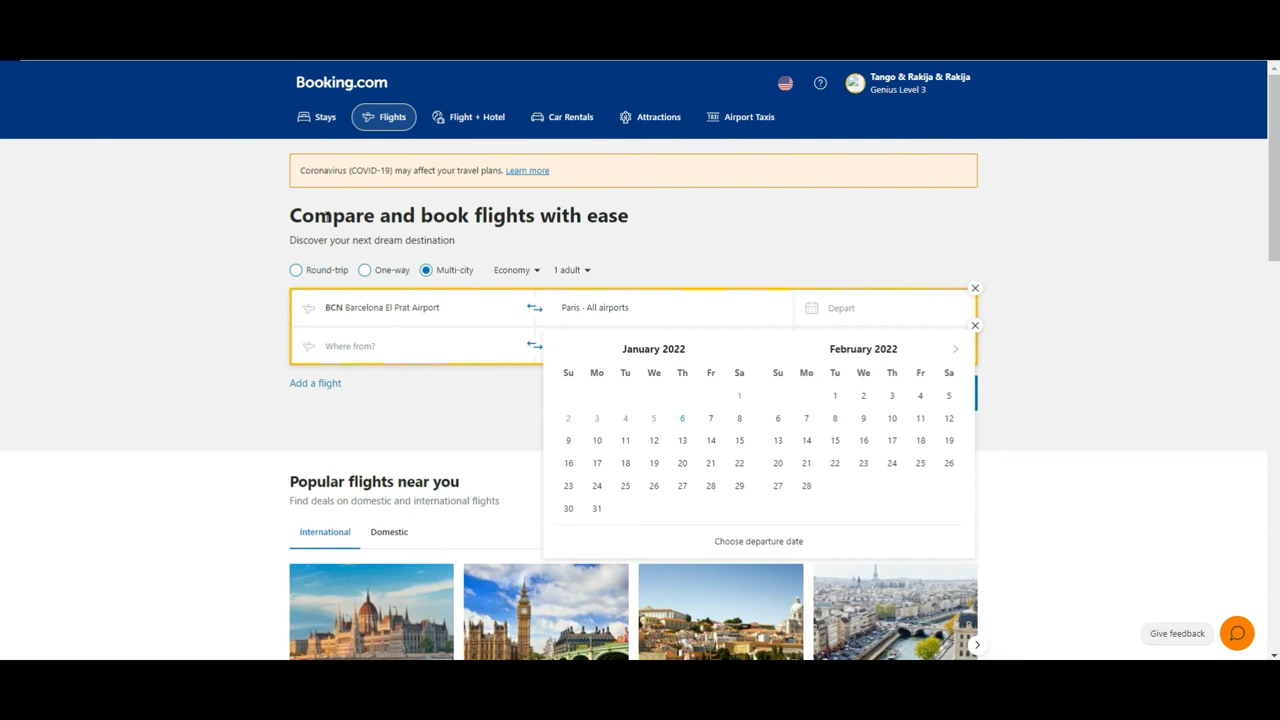 Booking.com
Tango & Rakija & Rakija
Genius Level 3
Stays
Flights
Flight + Hotel
Car Rentals
Attractions
TAXI
Airport Taxis
Coronavirus (COVID-19) may affect your travel plans. Learn more
Compare and book flights with ease
Discover your next dream destination
Round-trip One-way Multi-city Economy 1 adult
BCN Barcelona El Prat Airport Paris · All airports Depart
Where from?
Add a flight
January 2022 February 2022
Su Mo Tu We Th Fr Sa Su Mo Tu We Th Fr Sa
1 1 2 3 4 5
2 3 4 5 6 7 8 6 7 8 9 10 11 12
9 10 11 12 13 14 15 13 14 15 16 17 18 19
16 17 18 19 20 21 22 20 21 22 23 24 25 26
23 24 25 26 27 28 29 27 28
30 31
Choose departure date
Popular flights near you
Find deals on domestic and international flights
International Domestic
Give feedback